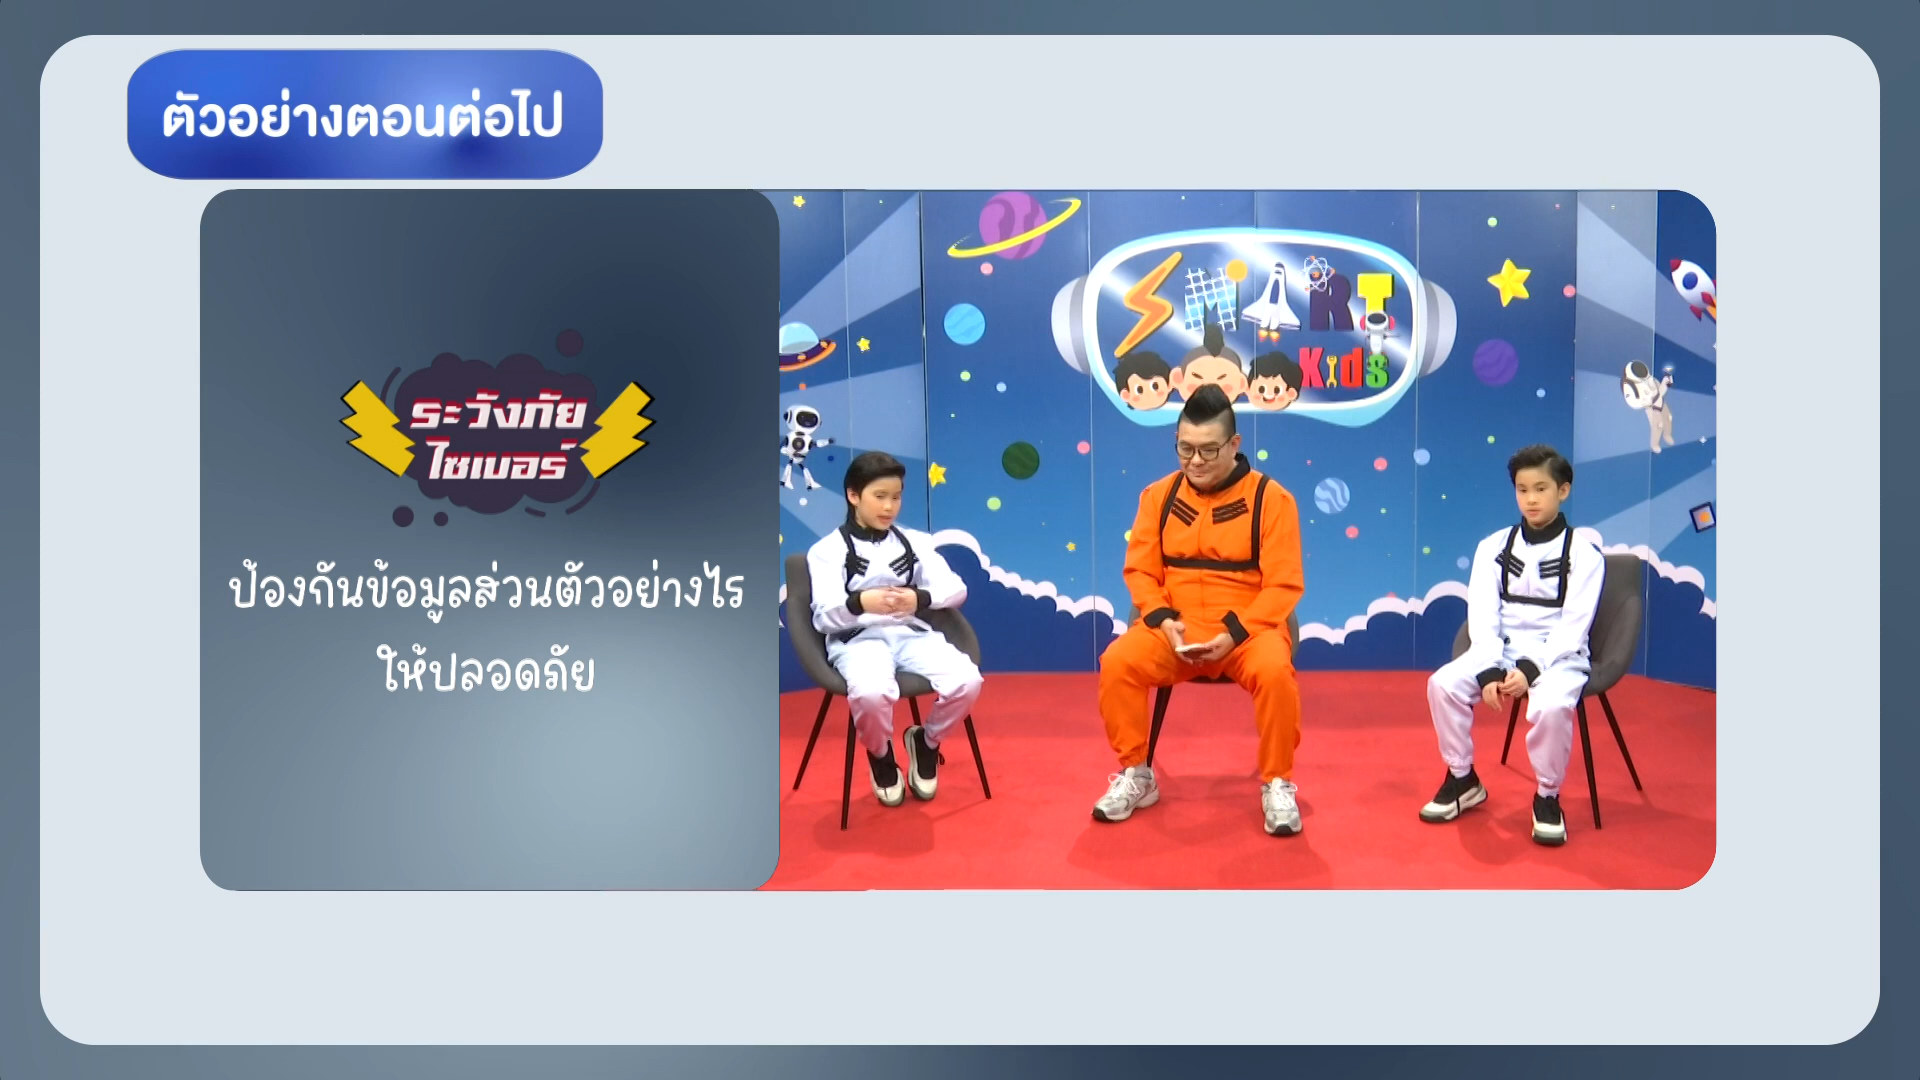 ตัวอย่างตอนต่อไป
ระวังภัย
ไซเบอร์
ป้องกันข้อมูลส่วนตัวอย่างไร
ให้ปลอดภัย
SMART
Kids